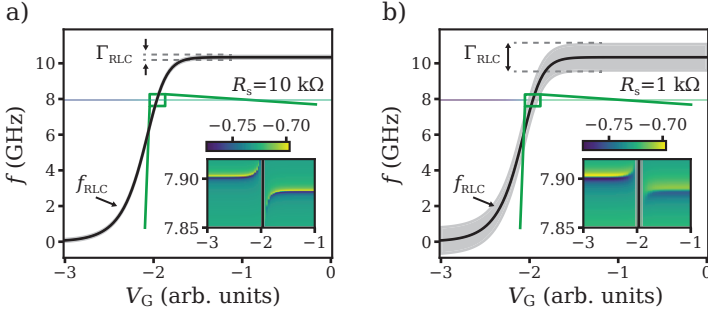 a)
Γ_RLC
R_s=10 kΩ
f (GHz)
10
8
6
4
2
0
f_RLC
−0.75 −0.70
7.90
7.85
−3 −2 −1
−3 −2 −1 0
V_G (arb. units)
b)
Γ_RLC
R_s=1 kΩ
f (GHz)
10
8
6
4
2
0
f_RLC
−0.75 −0.70
7.90
7.85
−3 −2 −1
−3 −2 −1 0
V_G (arb. units)